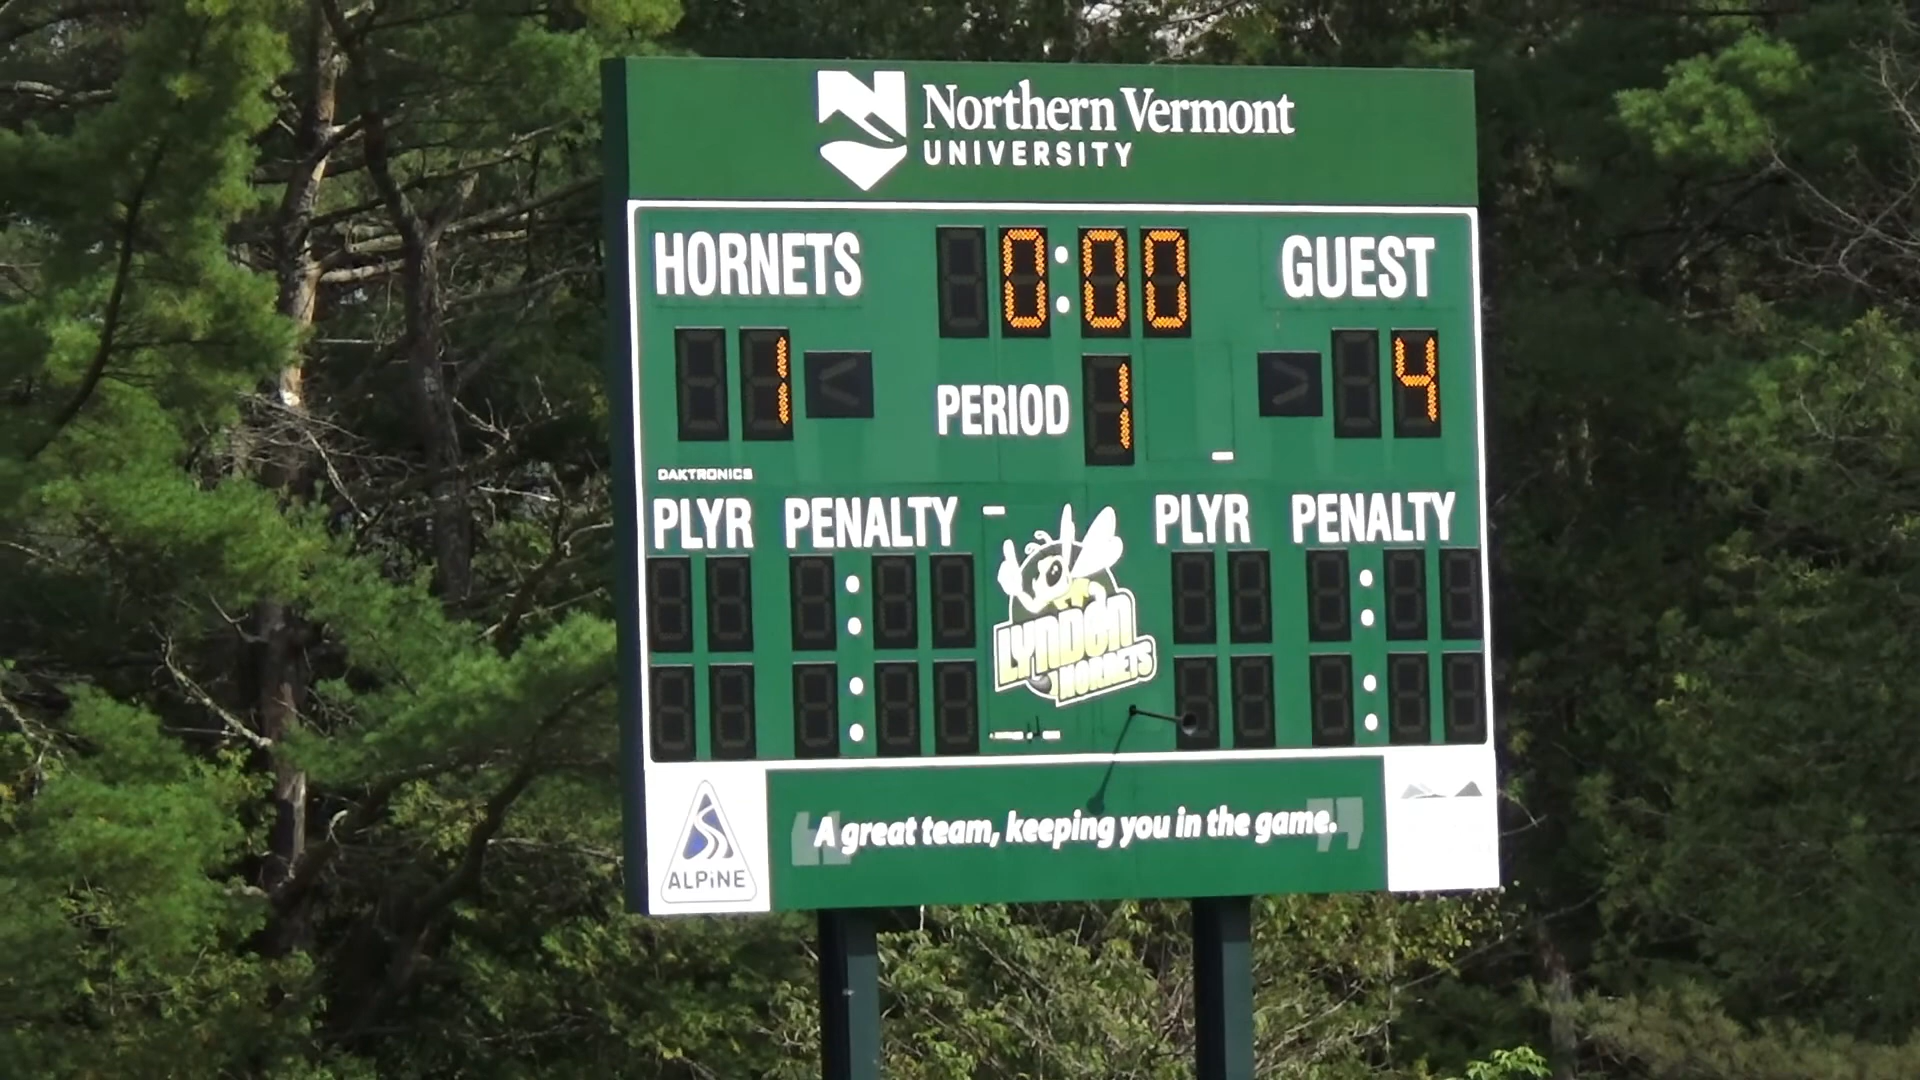 Northern Vermont
UNIVERSITY
HORNETS 0:00 GUEST
1 < PERIOD 1 > 4
DAKTRONICS
PLYR PENALTY PLYR PENALTY
LYNDON
HORNETS
ALPiNE
“A great team, keeping you in the game.”